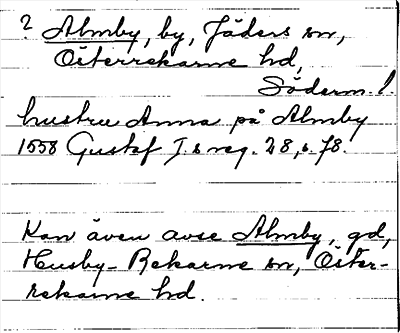 ? Almby, by, Jäders sn,
Österrekarne hd,
Söderm. l.
hustru Anna på Almby
1558 Gustaf I.s reg. 28, s. 78.
Kan även avse Almby, gd,
Husby-Rekarne sn, Öster-
rekarne hd.